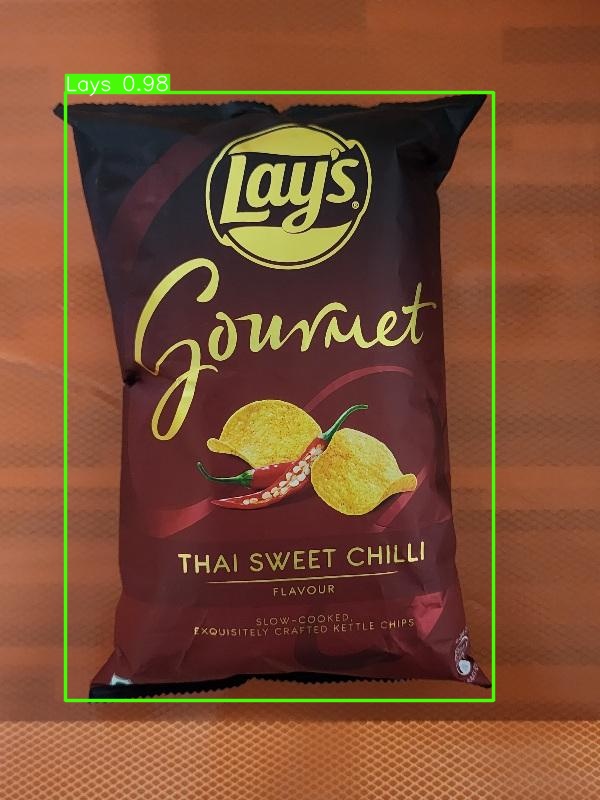 Lays 0.98
Lay's®
Gourmet
THAI SWEET CHILLI
FLAVOUR
SLOW-COOKED,
EXQUISITELY CRAFTED KETTLE CHIPS